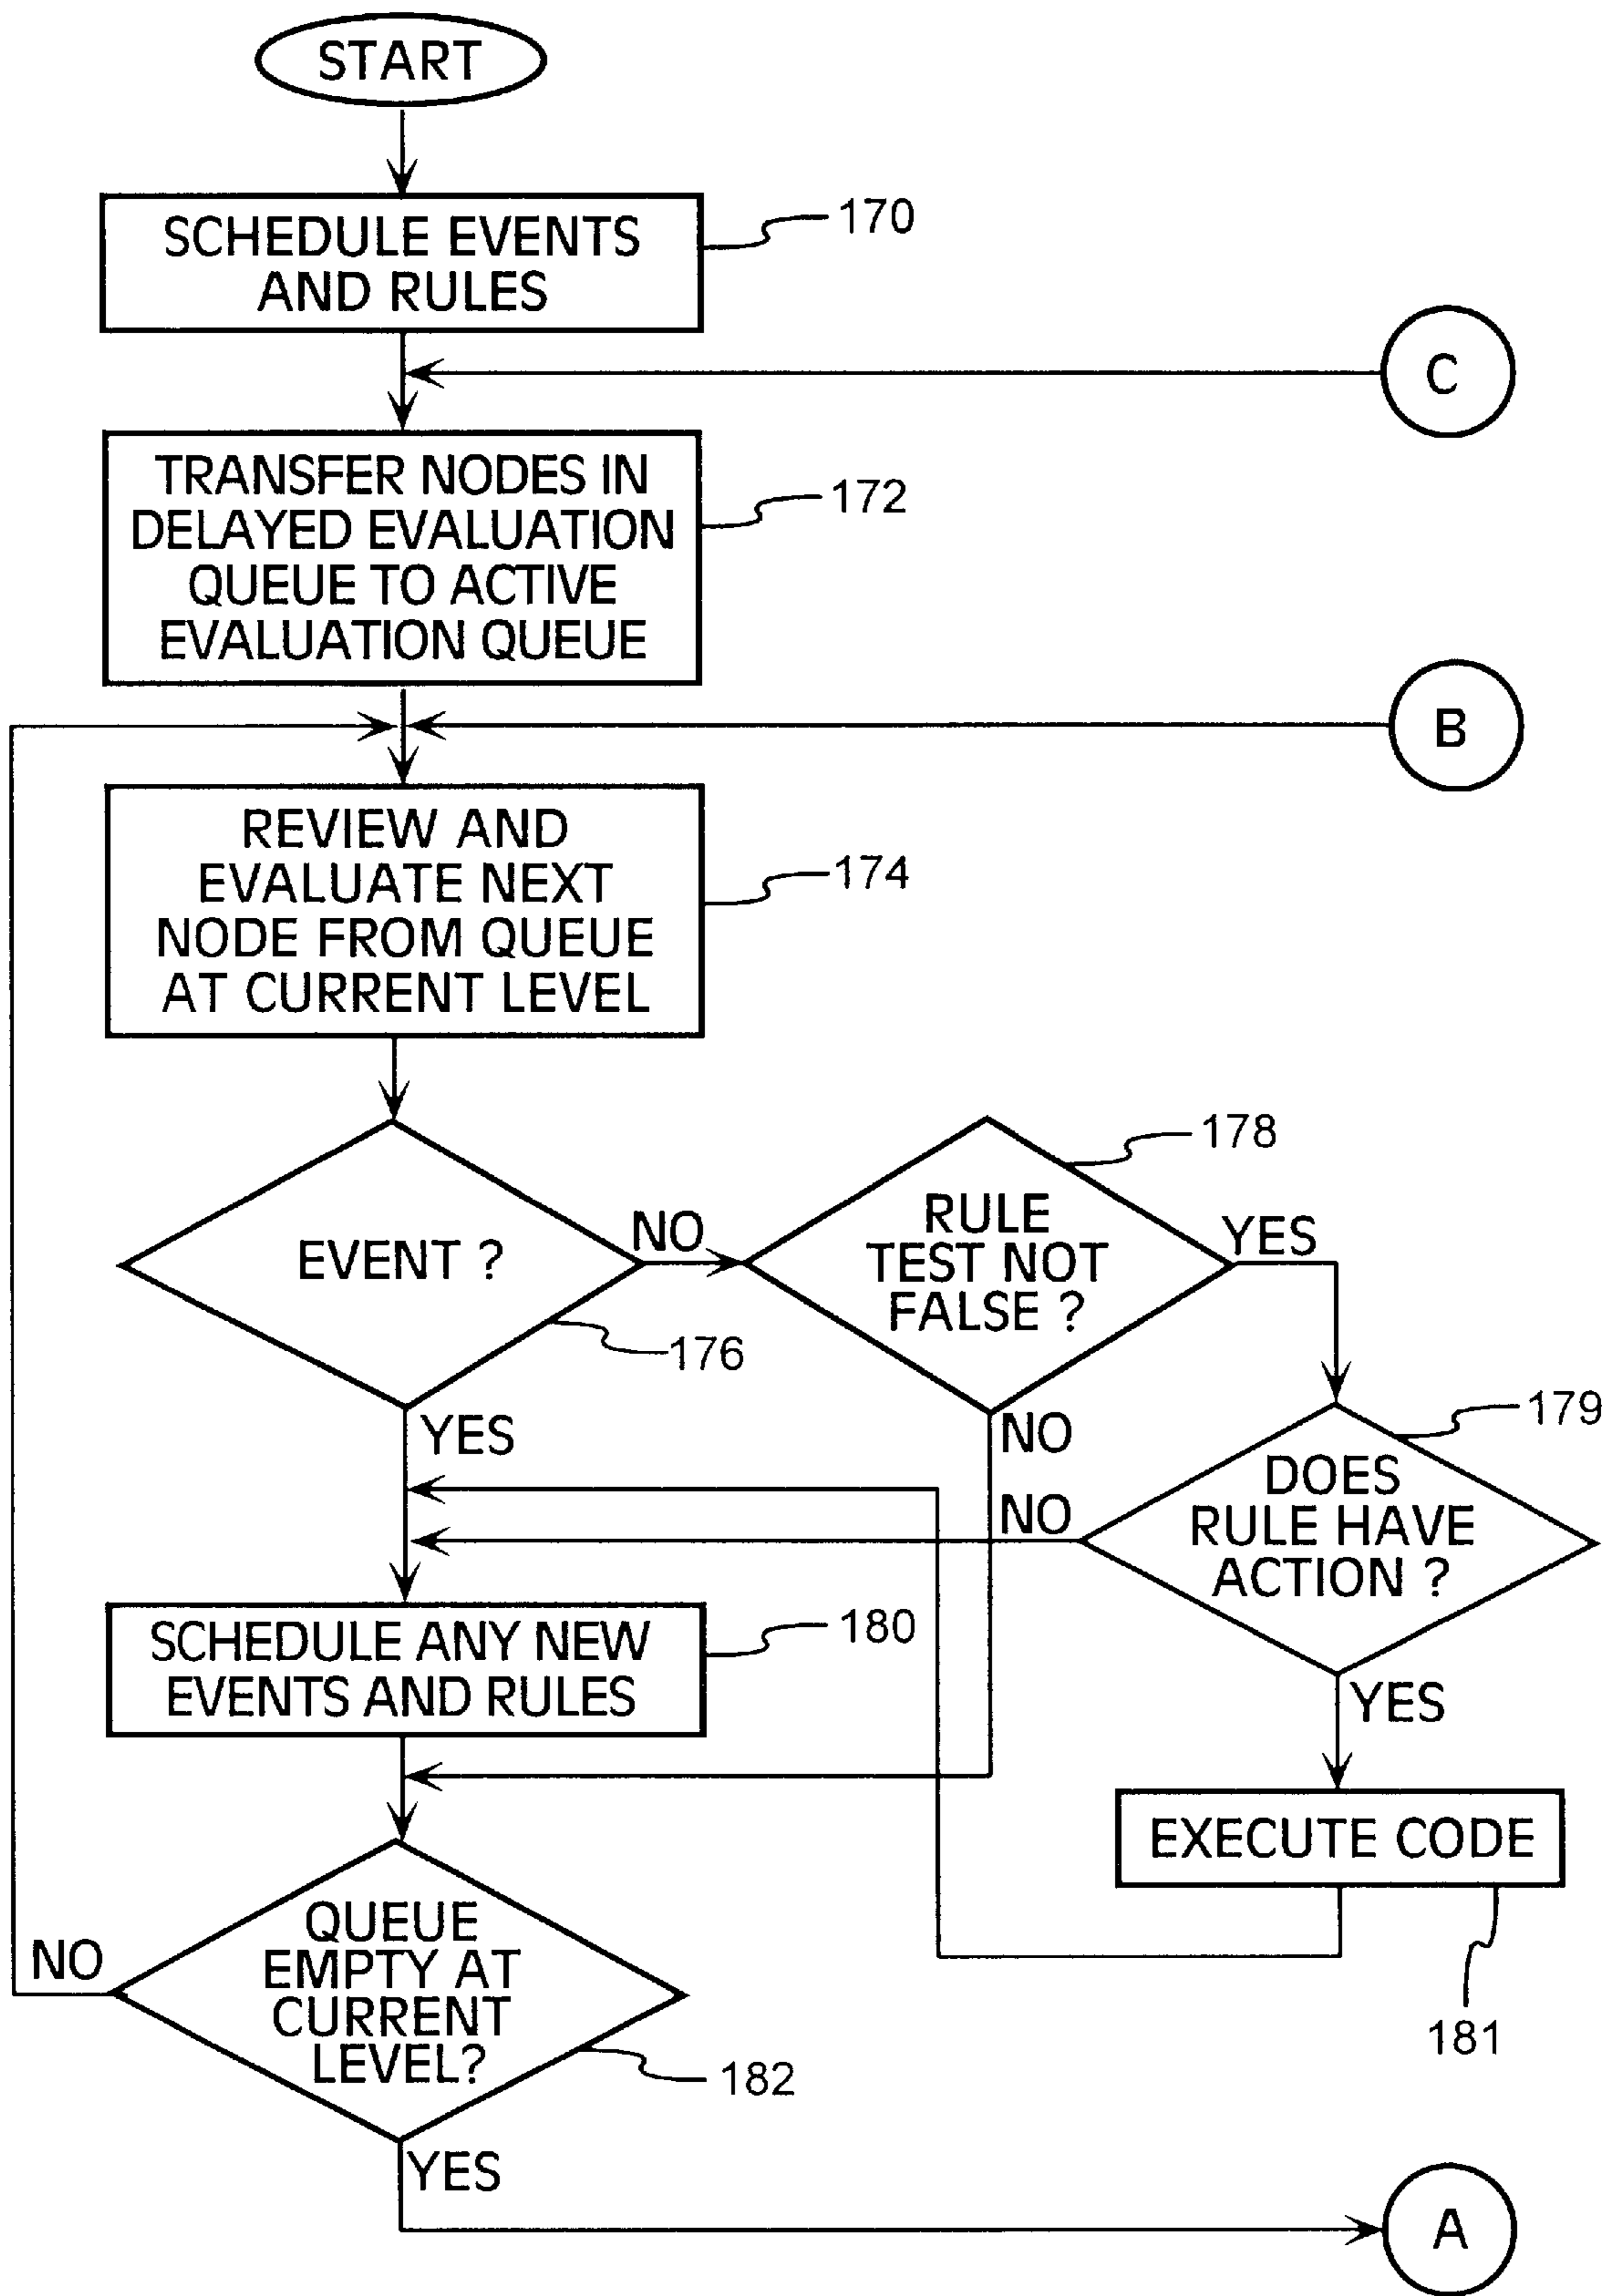 START
SCHEDULE EVENTS
AND RULES
170
C
TRANSFER NODES IN
DELAYED EVALUATION
QUEUE TO ACTIVE
EVALUATION QUEUE
172
B
REVIEW AND
EVALUATE NEXT
NODE FROM QUEUE
AT CURRENT LEVEL
174
EVENT ?
176
NO
YES
RULE
TEST NOT
FALSE ?
178
YES
NO
DOES
RULE HAVE
ACTION ?
179
NO
YES
SCHEDULE ANY NEW
EVENTS AND RULES
180
EXECUTE CODE
181
QUEUE
EMPTY AT
CURRENT
LEVEL?
182
NO
YES
A